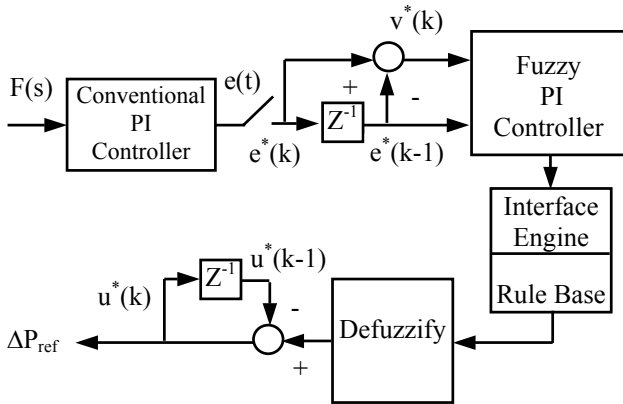 v*(k)
F(s)
Conventional
PI
Controller
e(t)
+
-
Z-1
e*(k)
e*(k-1)
Fuzzy
PI
Controller
Interface
Engine
Rule Base
Z-1
u*(k-1)
u*(k)
-
+
ΔPref
Defuzzify